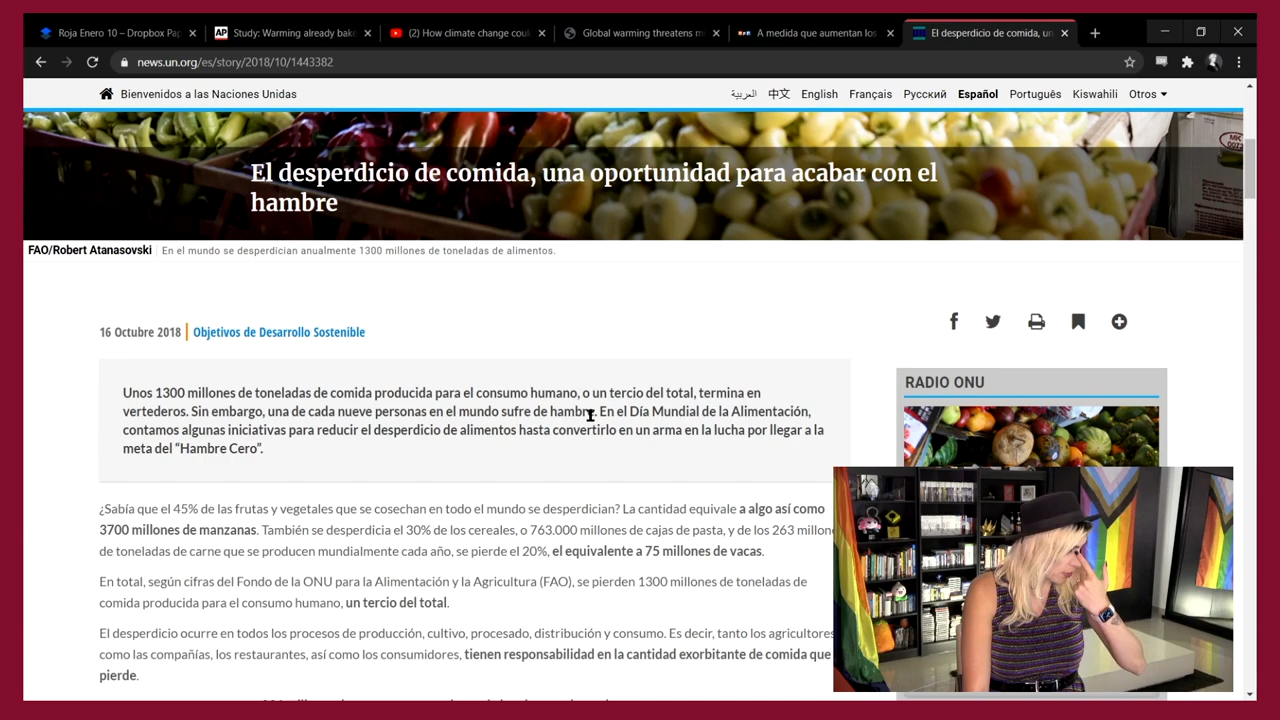 Roja Enero 10 – Dropbox Pap
AP Study: Warming already bake
(2) How climate change coul
Global warming threatens m
A medida que aumentan los
El desperdicio de comida, un
news.un.org/es/story/2018/10/1443382
Bienvenidos a las Naciones Unidas
العربية 中文 English Français Русский Español Português Kiswahili Otros
El desperdicio de comida, una oportunidad para acabar con el
hambre
FAO/Robert Atanasovski | En el mundo se desperdician anualmente 1300 millones de toneladas de alimentos.
16 Octubre 2018 | Objetivos de Desarrollo Sostenible
RADIO ONU
Unos 1300 millones de toneladas de comida producida para el consumo humano, o un tercio del total, termina en
vertederos. Sin embargo, una de cada nueve personas en el mundo sufre de hambre. En el Día Mundial de la Alimentación,
contamos algunas iniciativas para reducir el desperdicio de alimentos hasta convertirlo en un arma en la lucha por llegar a la
meta del “Hambre Cero”.
¿Sabía que el 45% de las frutas y vegetales que se cosechan en todo el mundo se desperdician? La cantidad equivale a algo así como
3700 millones de manzanas. También se desperdicia el 30% de los cereales, o 763.000 millones de cajas de pasta, y de los 263 millone
de toneladas de carne que se producen mundialmente cada año, se pierde el 20%, el equivalente a 75 millones de vacas.
En total, según cifras del Fondo de la ONU para la Alimentación y la Agricultura (FAO), se pierden 1300 millones de toneladas de
comida producida para el consumo humano, un tercio del total.
El desperdicio ocurre en todos los procesos de producción, cultivo, procesado, distribución y consumo. Es decir, tanto los agricultores
como las compañías, los restaurantes, así como los consumidores, tienen responsabilidad en la cantidad exorbitante de comida que
pierde.